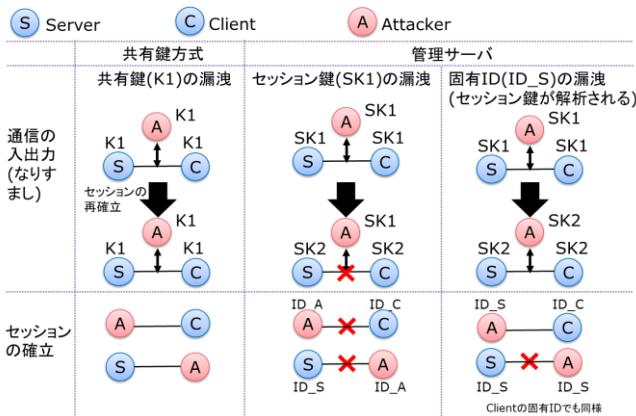 S Server C Client A Attacker
共有鍵方式 管理サーバ
共有鍵(K1)の漏洩 セッション鍵(SK1)の漏洩 固有ID(ID_S)の漏洩
(セッション鍵が解析される)
通信の
入出力
(なりす
まし)
K1 SK1 SK1
A A A
K1 K1 SK1 SK1 SK1 SK1
S C S C S C
セッションの
再確立
K1 SK1 SK2
A A A
K1 K1 SK2 SK2 SK2 SK2
S C S C S C
セッション
の確立
ID_A ID_C ID_S ID_C
A C A C A C
S A S A S A
ID_S ID_A ID_S ID_S
Clientの固有IDでも同様